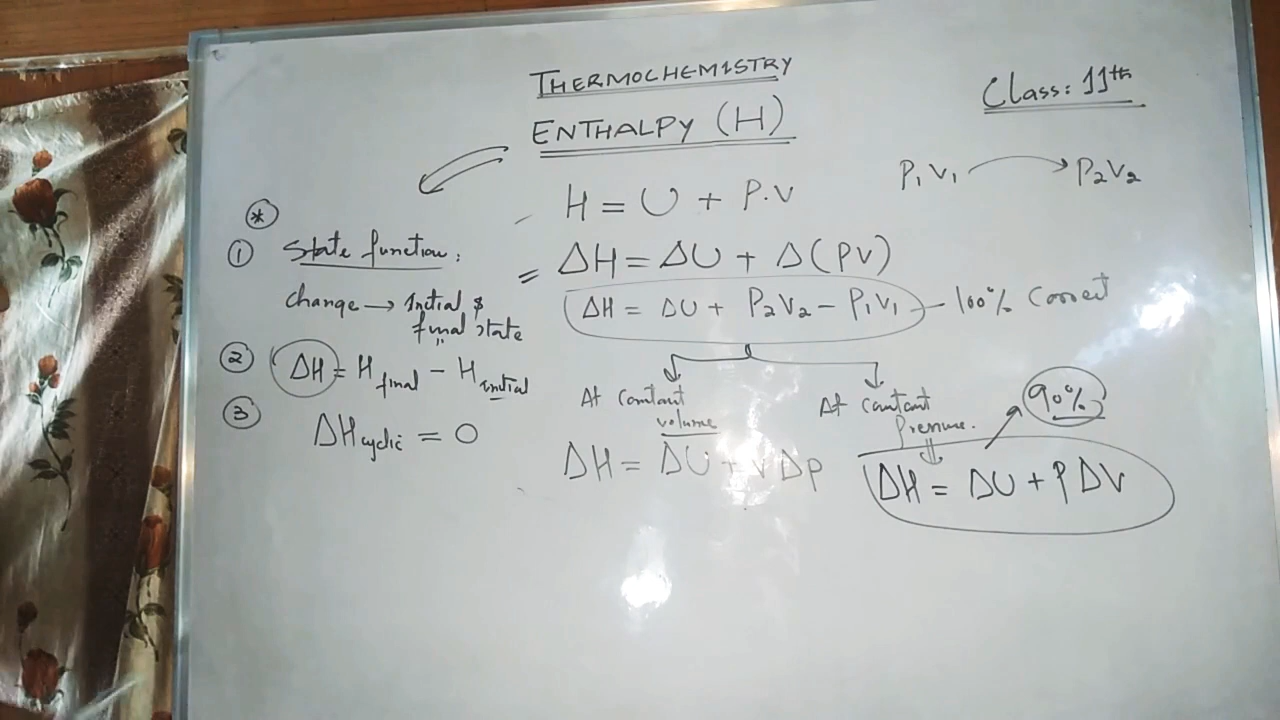 THERMOCHEMISTRY
Class: 11th
ENTHALPY (H)
P₁V₁ → P₂V₂
H = U + P.V
*
① State function:
ΔH = ΔU + Δ(PV)
change → Initial &
final state
ΔH = ΔU + P₂V₂ - P₁V₁ - 100% Correct
② ΔH = H final - H initial
③ ΔH cyclic = 0
At Constant
volume
ΔH = ΔU + VΔP
At Constant
Pressure.
90%
ΔH = ΔU + PΔV